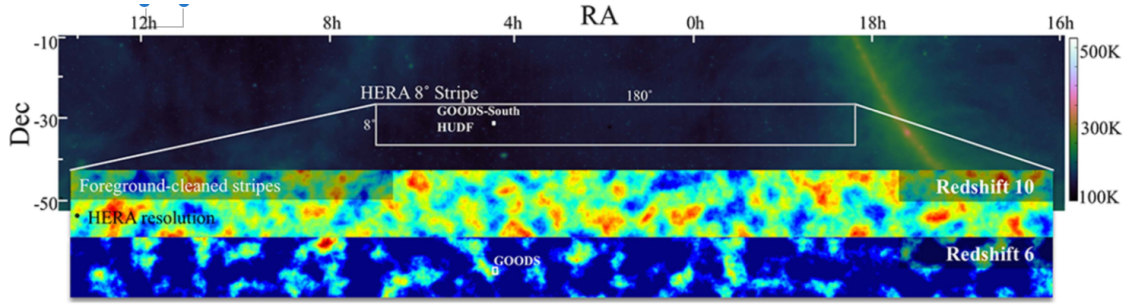 RA
12h 8h 4h 0h 18h 16h
-10
500K
HERA 8° Stripe 180°
GOODS-South
Dec -30 8° HUDF 300K
Foreground-cleaned stripes Redshift 10
-50 100K
HERA resolution
Redshift 6
GOODS